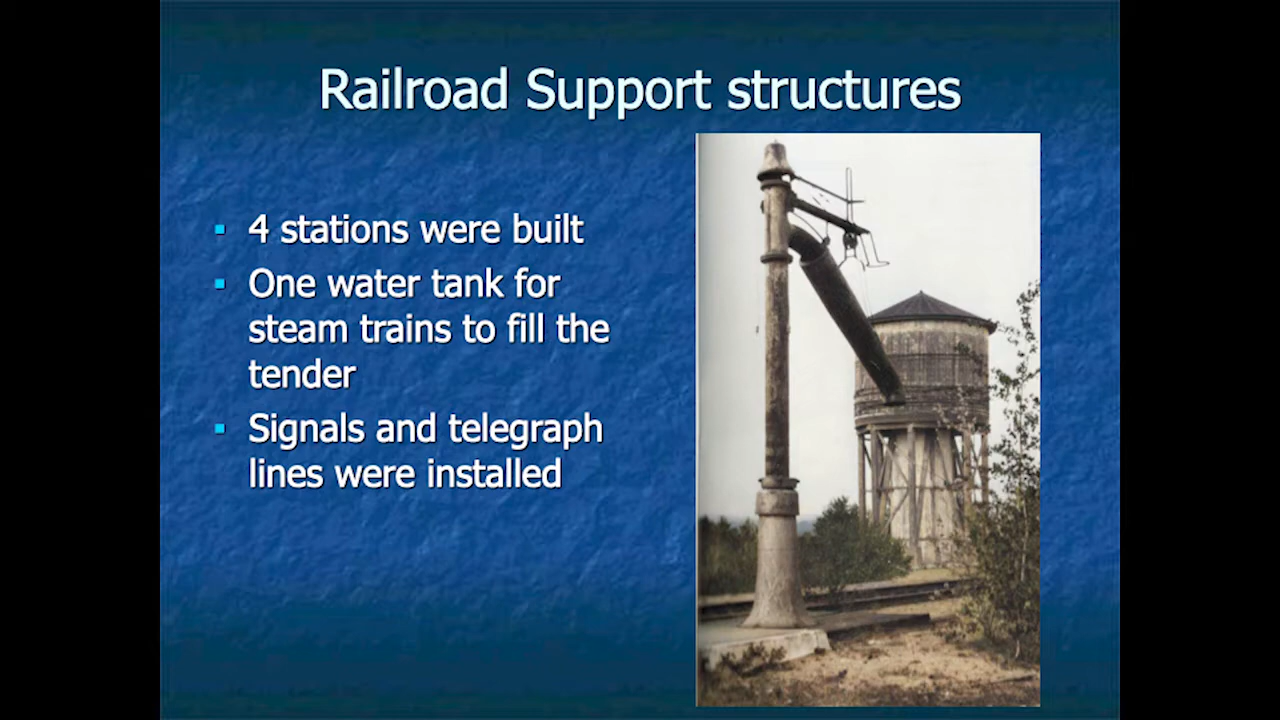 Railroad Support structures
4 stations were built
One water tank for
steam trains to fill the
tender
Signals and telegraph
lines were installed